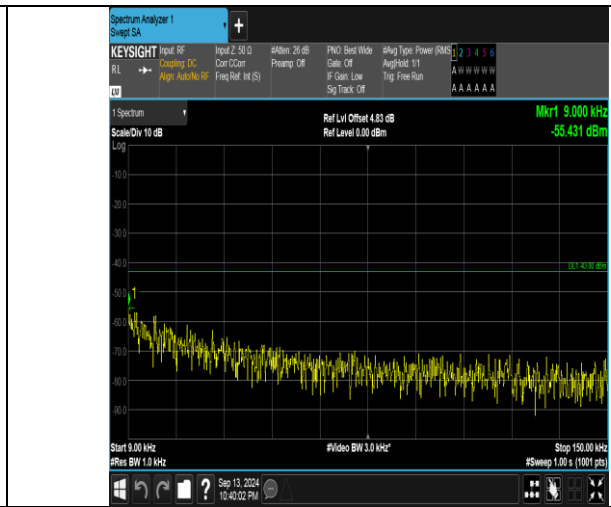 Spectrum Analyzer 1
Swept SA
+
KEYSIGHT Input: RF Input Z: 50 Ω #Atten: 26 dB PNO: Best Wide #Avg Type: Power (RMS 1 2 3 4 5 6
RL Coupling: DC Corr CCorr Preamp: Off Gate: Off Avg|Hold: 1/1 A W W W W W
Align: Auto/No RF Freq Ref: Int (S) IF Gain: Low Trig: Free Run
Sig Track: Off A A A A A A
LXI
1 Spectrum Ref Lvl Offset 4.83 dB Mkr1 9.000 kHz
Scale/Div 10 dB Ref Level 0.00 dBm -55.431 dBm
Log
-10.0
-20.0
-30.0
-40.0
DL1 -43.00 dBm
-50.0
1
-60.0
-70.0
-80.0
-90.0
Start 9.00 kHz #Video BW 3.0 kHz* Stop 150.00 kHz
#Res BW 1.0 kHz #Sweep 1.00 s (1001 pts)
? Sep 13, 2024
10:40:02 PM